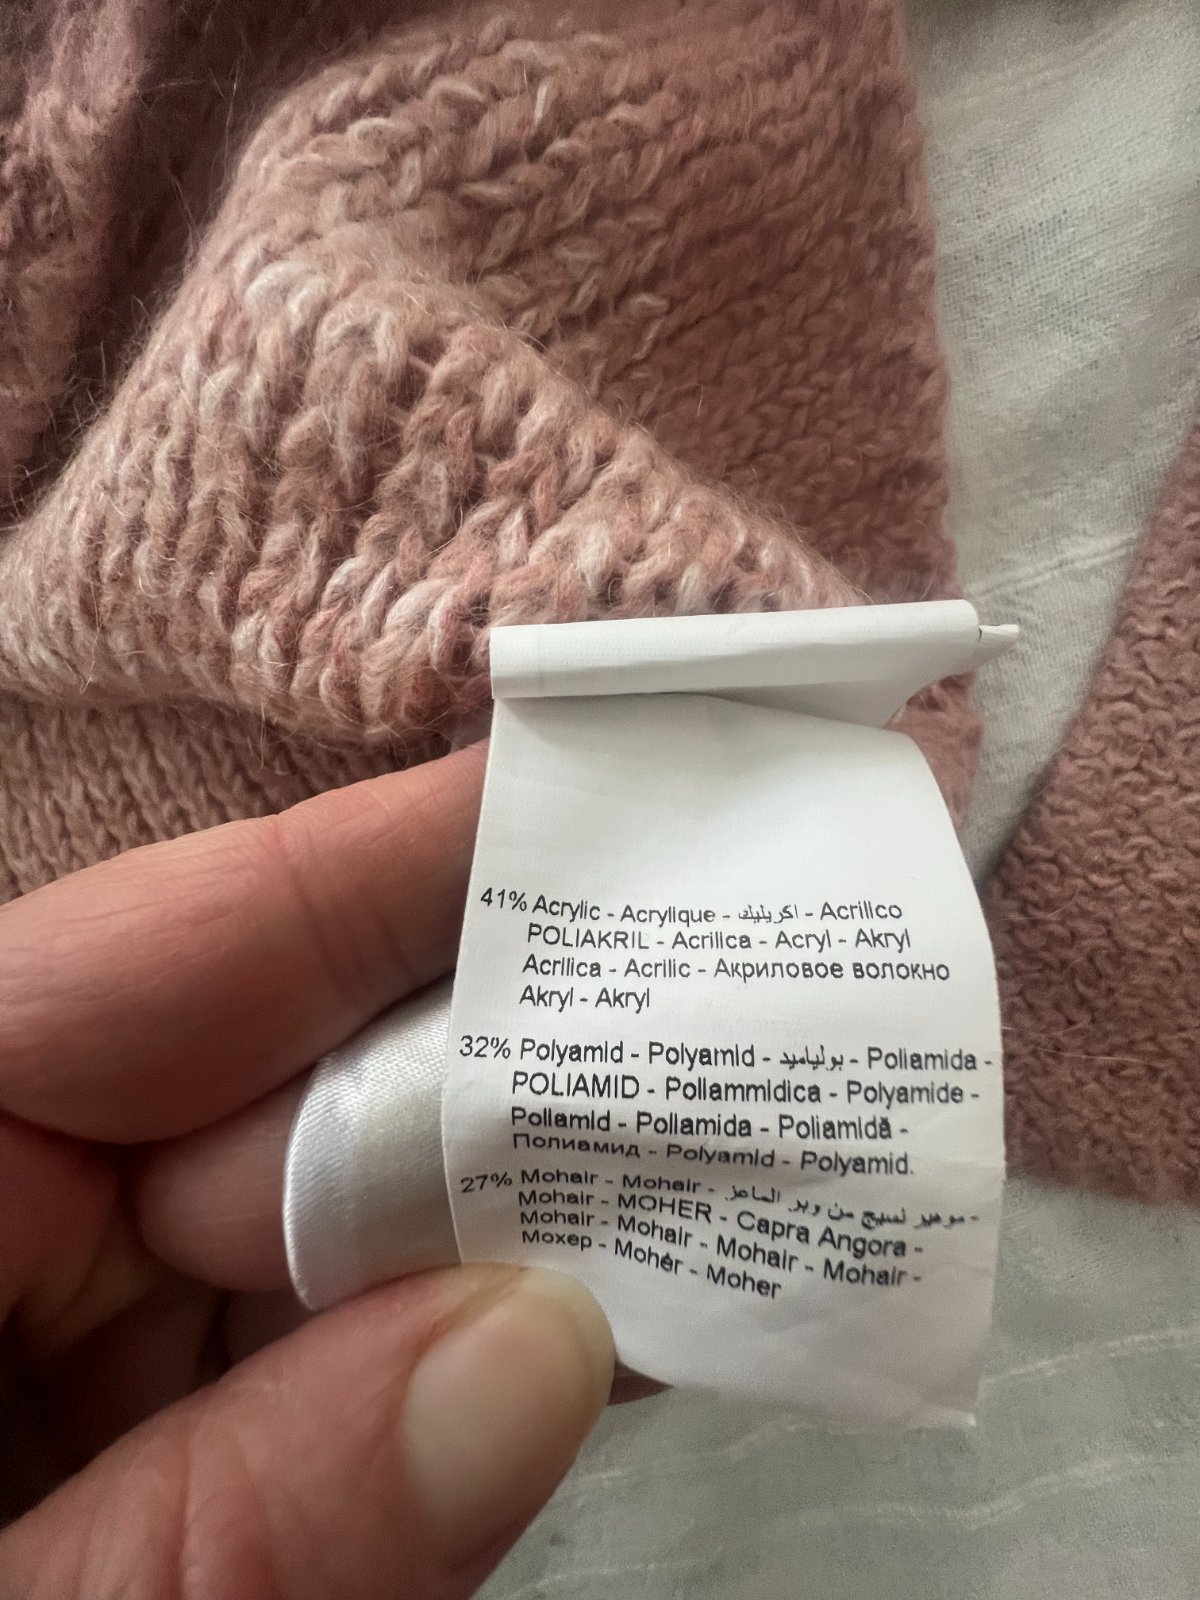 41% Acrylic - Acrylique - اكريليك - Acrilico
POLIAKRIL - Acrilica - Acryl - Akryl
Acrilica - Acrilic - Акриловое волокно
Akryl - Akryl
32% Polyamid - Polyamid - بولياميد - Poliamida -
POLIAMID - Poliammidica - Polyamide -
Poliamid - Poliamida - Poliamidă -
Полиамид - Polyamid - Polyamid.
27% Mohair - Mohair - موهير نسيج من وبر الماعز -
Mohair - MOHER - Capra Angora -
Mohair - Mohair - Mohair - Mohair -
Мохер - Mohér - Moher